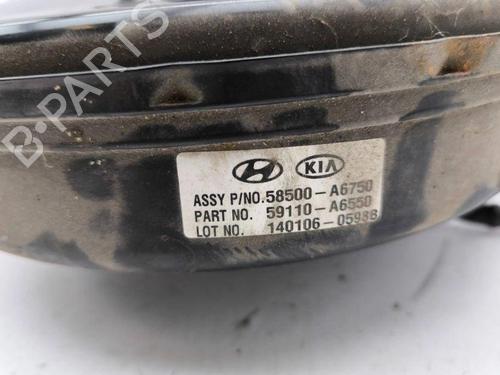 B-PARTS
KIA
ASSY P/NO. 58500-A6750
PART NO. 59110-A6550
LOT NO. 140106-0598B